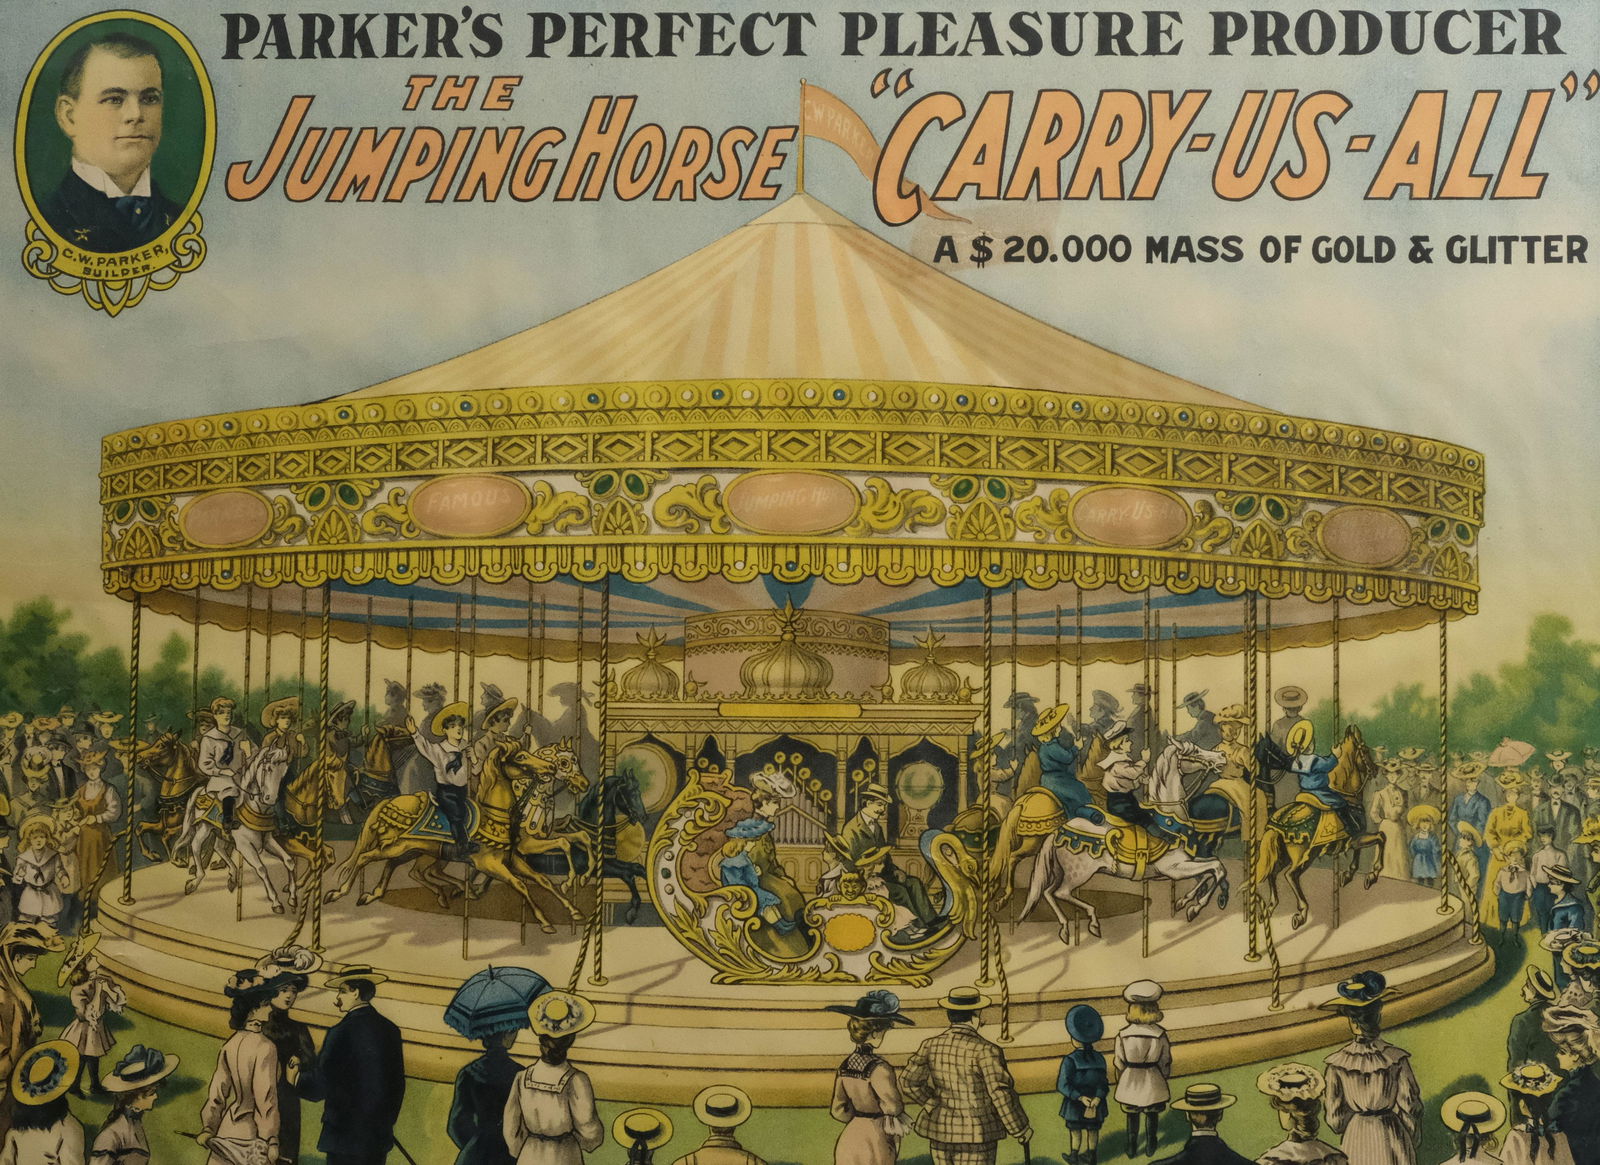 PARKER'S PERFECT PLEASURE PRODUCER
THE
JUMPING HORSE "CARRY-US-ALL"
C.W. PARKER
A $20.000 MASS OF GOLD & GLITTER
C.W. PARKER,
BUILDER.
FAMOUS
JUMPING HORSE
CARRY-US-ALL